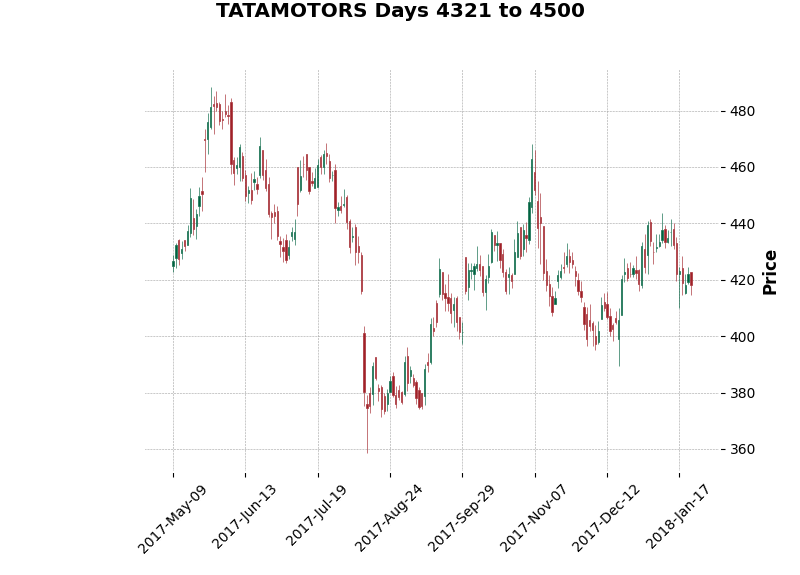 TATAMOTORS Days 4321 to 4500
480
460
440
420
400
380
360
Price
2017-May-09
2017-Jun-13
2017-Jul-19
2017-Aug-24
2017-Sep-29
2017-Nov-07
2017-Dec-12
2018-Jan-17